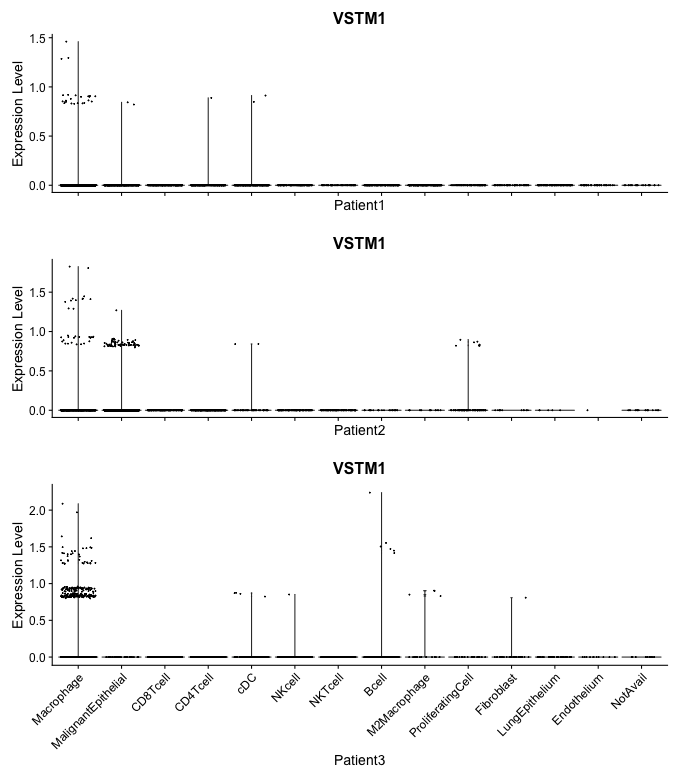 VSTM1
Expression Level
1.5
1.0
0.5
0.0
Patient1
VSTM1
Expression Level
1.5
1.0
0.5
0.0
Patient2
VSTM1
Expression Level
2.0
1.5
1.0
0.5
0.0
Macrophage
MalignantEpithelial
CD8Tcell
CD4Tcell
cDC
NKcell
NKTcell
Bcell
M2Macrophage
ProliferatingCell
Fibroblast
LungEpithelium
Endothelium
NotAvail
Patient3